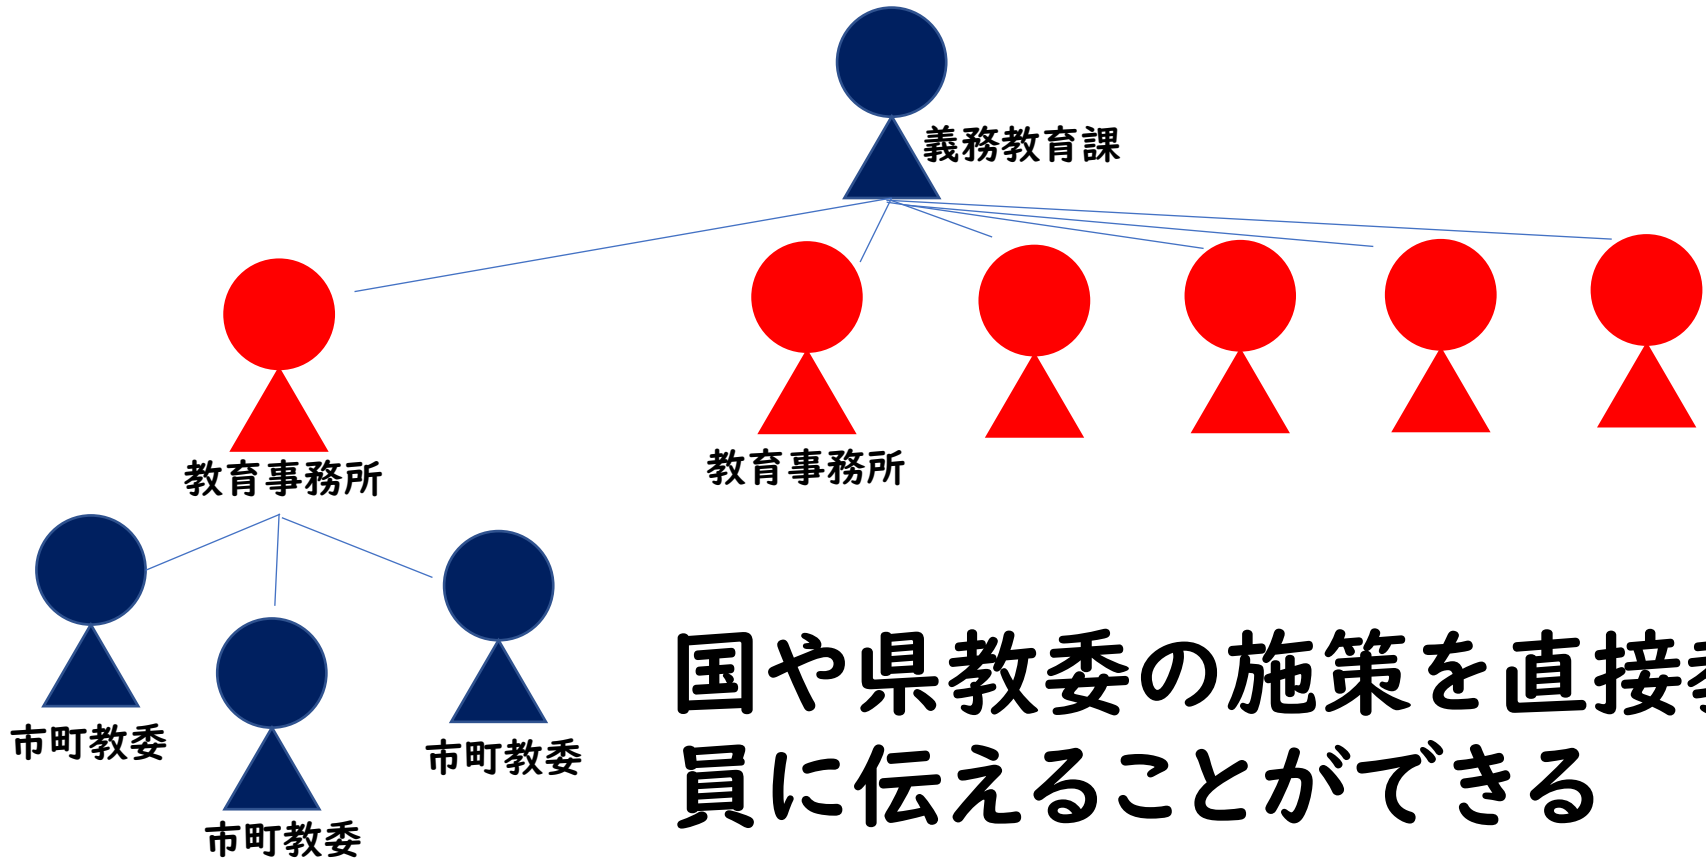 義務教育課
教育事務所
教育事務所
市町教委
市町教委
市町教委
国や県教委の施策を直接教
員に伝えることができる